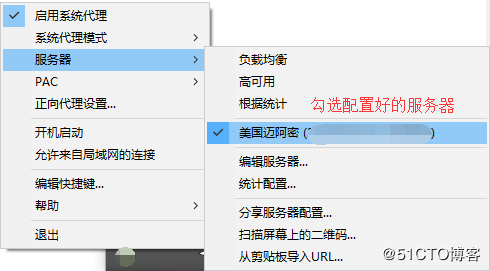 启用系统代理
系统代理模式
服务器
PAC
正向代理设置...
开机启动
允许来自局域网的连接
编辑快捷键...
帮助
退出
负载均衡
高可用
根据统计
勾选配置好的服务器
美国迈阿密 (
)
编辑服务器...
统计配置...
分享服务器配置...
扫描屏幕上的二维码...
从剪贴板导入URL...
@51CTO博客